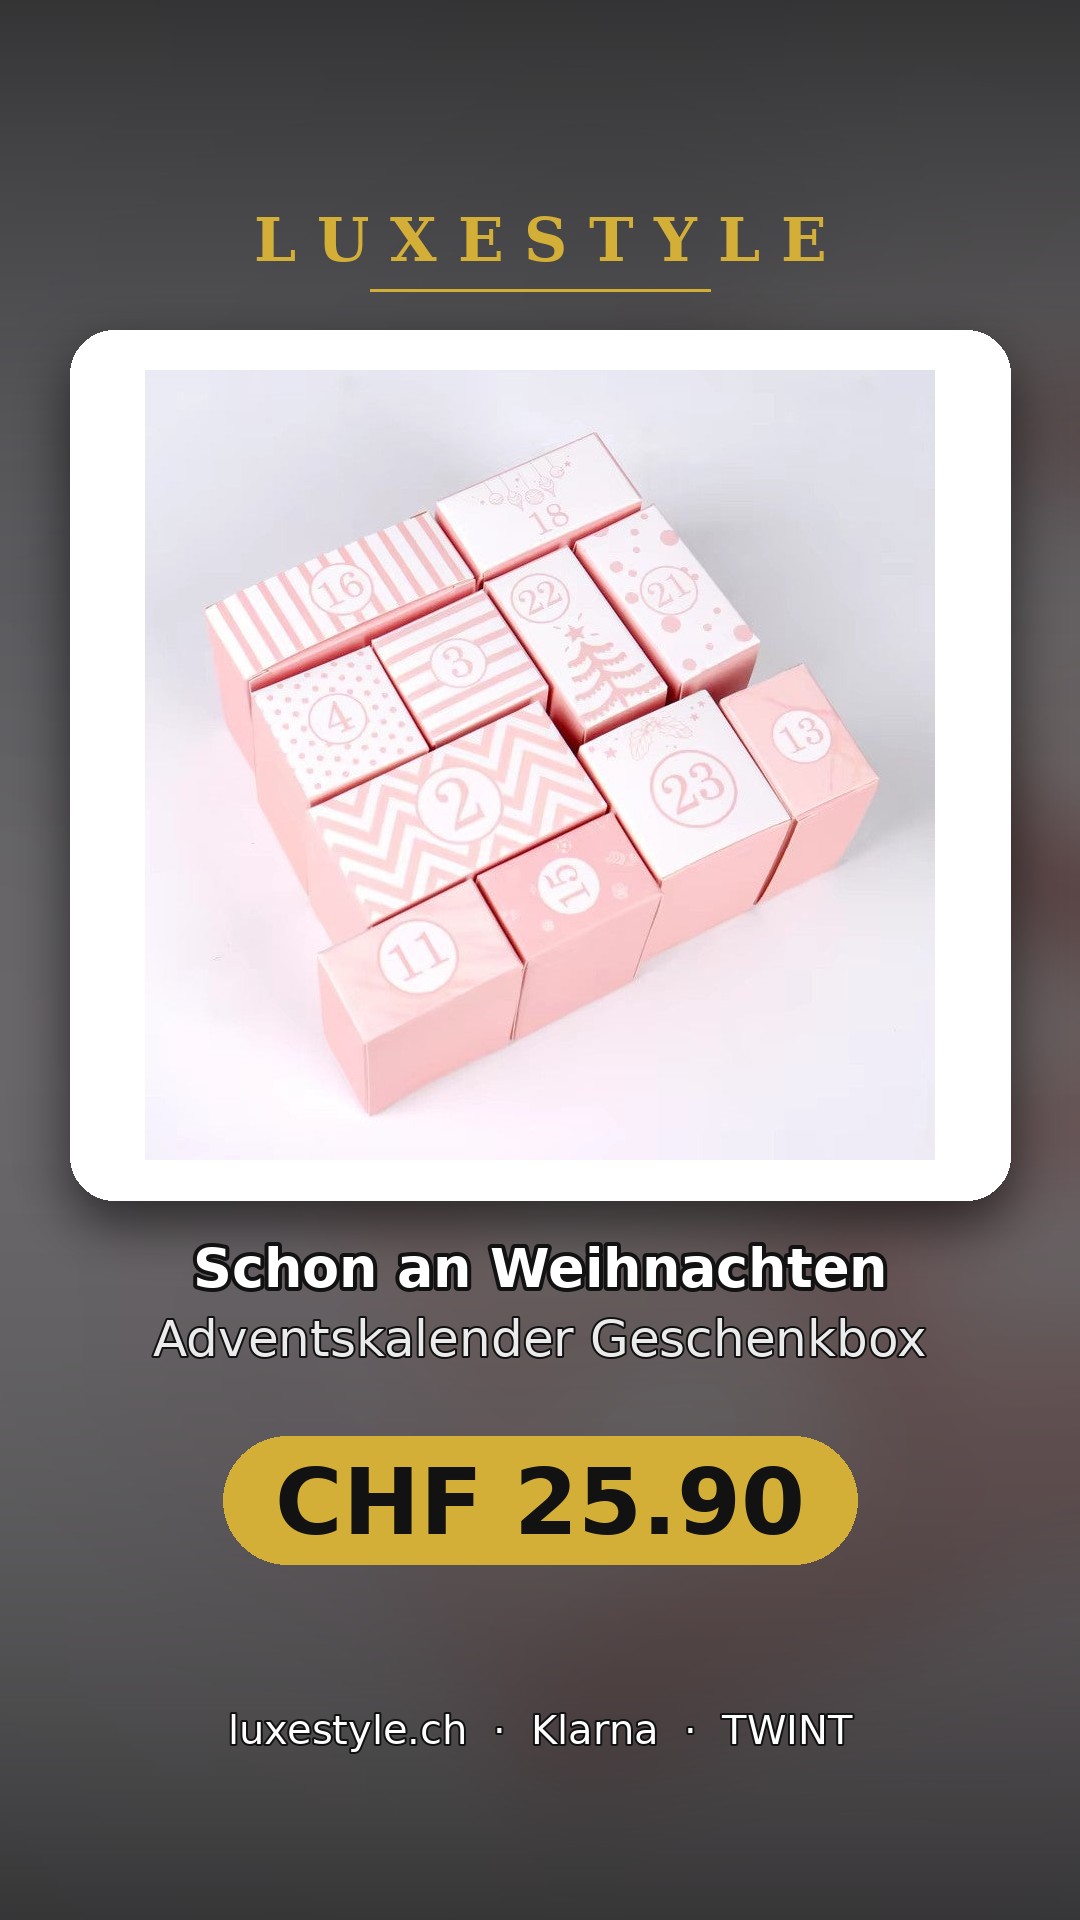 LUXESTYLE
18
16
22
21
3
4
13
23
2
15
11
Schon an Weihnachten
Adventskalender Geschenkbox
CHF 25.90
luxestyle.ch · Klarna · TWINT